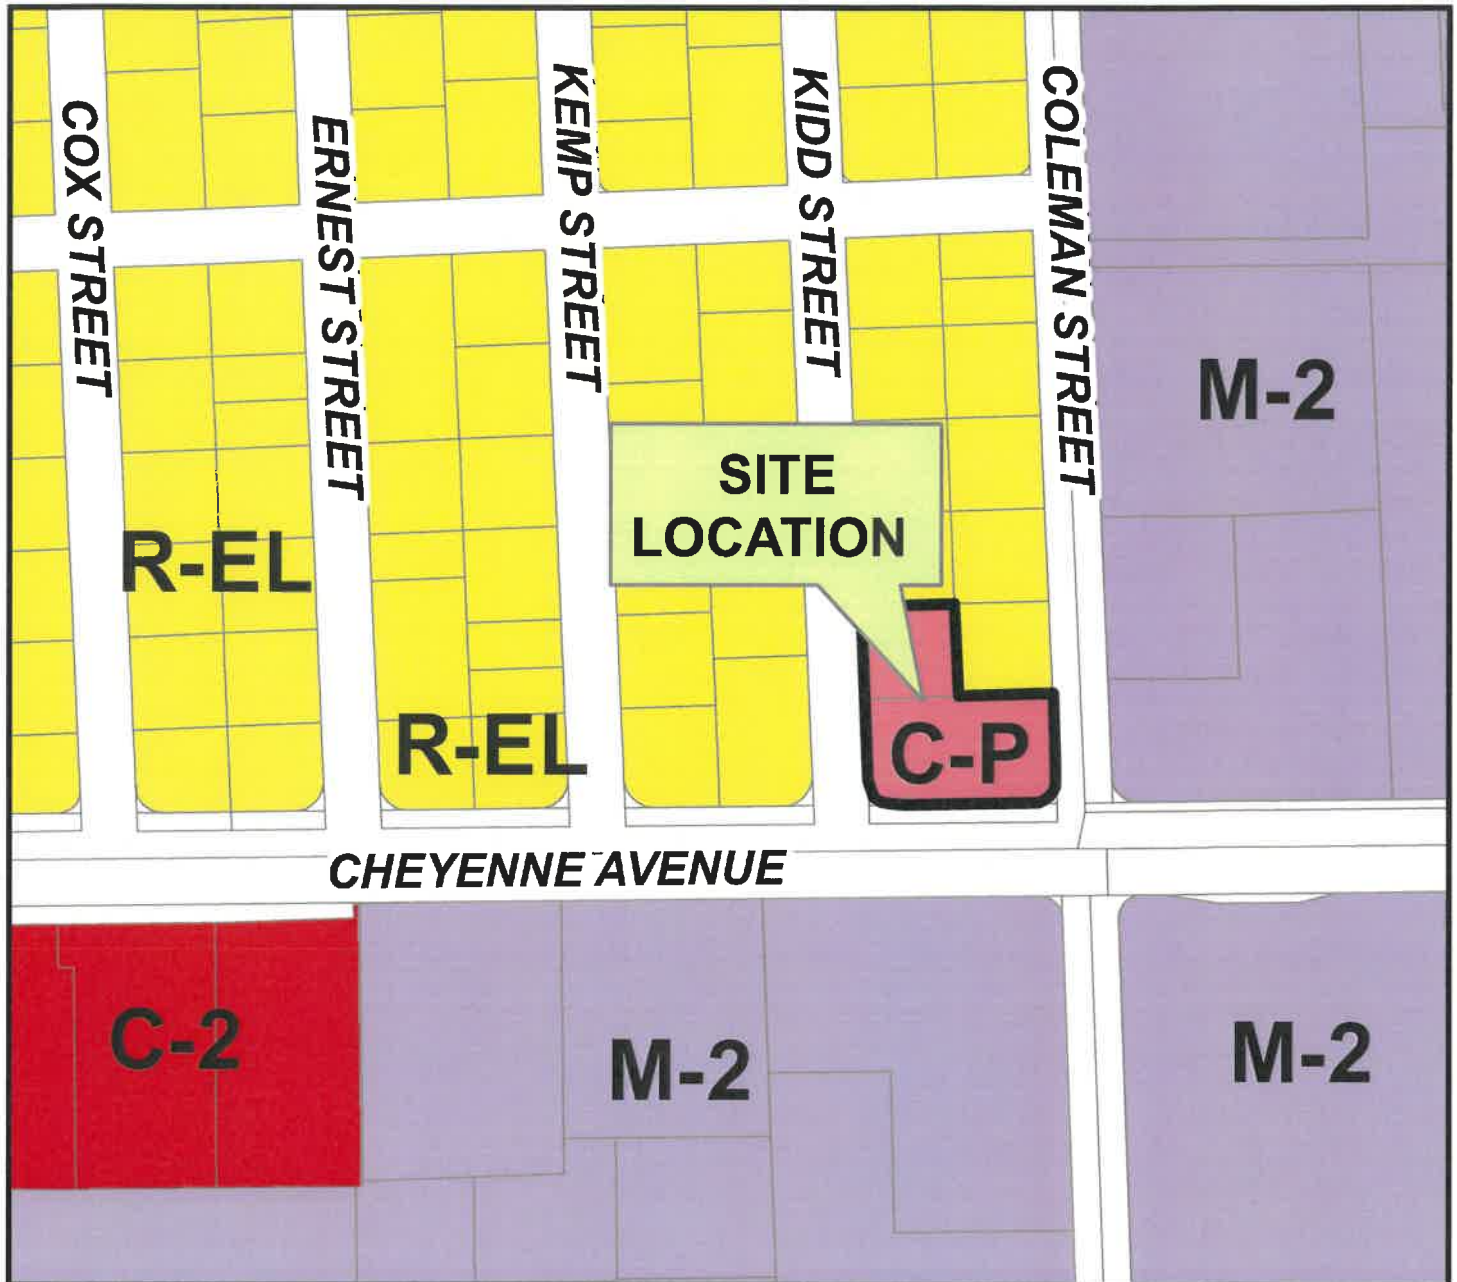 COX STREET
ERNEST STREET
KEMP STREET
KIDD STREET
COLEMAN STREET
M-2
SITE
LOCATION
R-EL
R-EL
C-P
CHEYENNE AVENUE
C-2
M-2
M-2